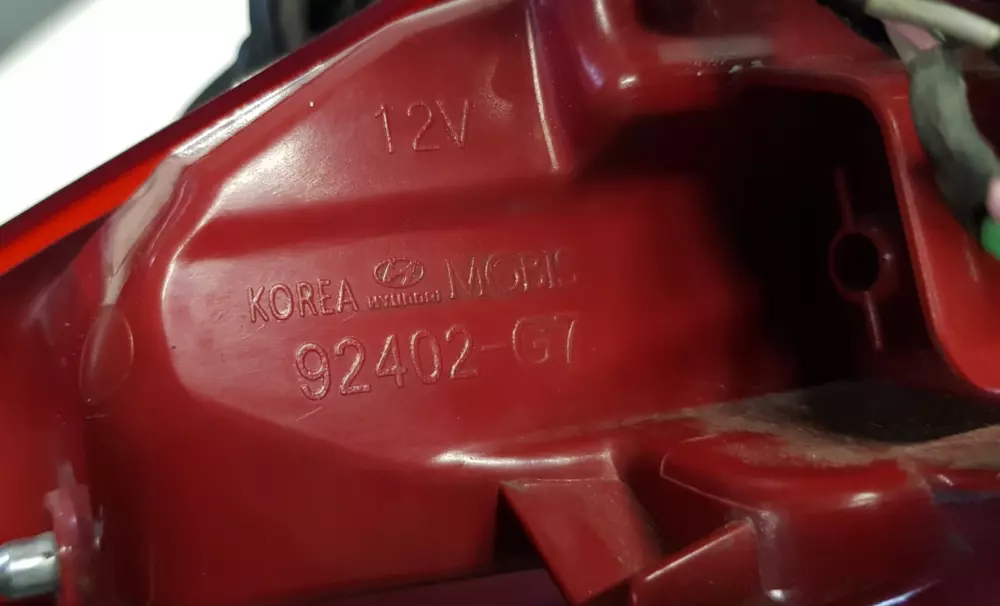 12V
KOREA HYUNDAI MOBIS
92402-G7